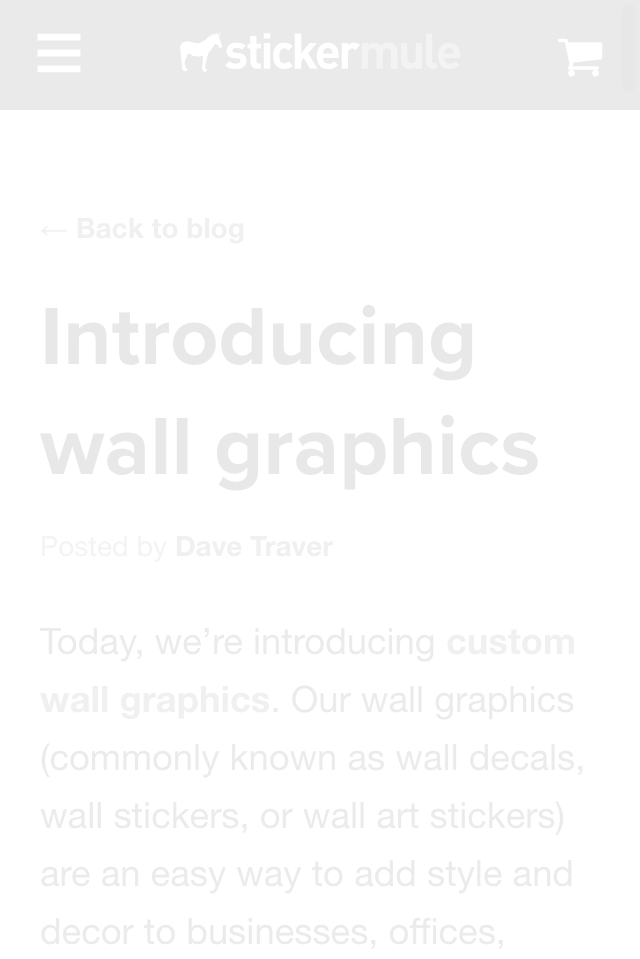 stickermule
← Back to blog
Introducing
wall graphics
Posted by Dave Traver
Today, we’re introducing custom
wall graphics. Our wall graphics
(commonly known as wall decals,
wall stickers, or wall art stickers)
are an easy way to add style and
decor to businesses, offices,